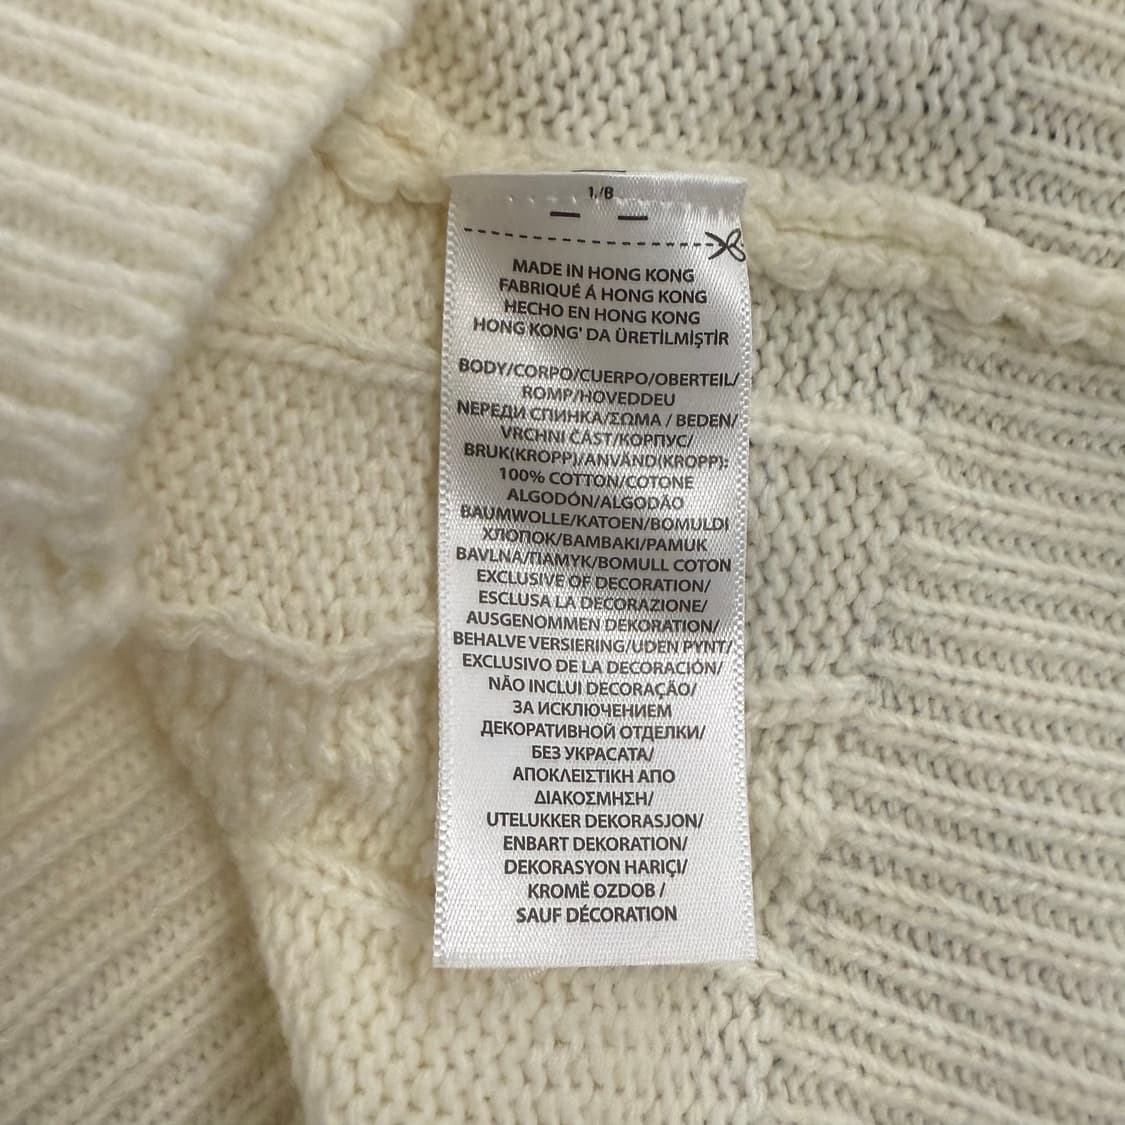 1./B
MADE IN HONG KONG
FABRIQUÉ Á HONG KONG
HECHO EN HONG KONG
HONG KONG' DA ÜRETİLMİŞTİR
BODY/CORPO/CUERPO/OBERTEIL/
ROMP/HOVEDDEU
NEPEДИ СПИНКА/ΣΩΜΑ / BEDEN/
VRCHNI ČÁST/КОРПУС/
BRUK(KROPP)/ANVÄND(KROPP):
100% COTTON/COTONE
ALGODÓN/ALGODÃO
BAUMWOLLE/KATOEN/BOMULDI
ХЛОПОК/BAMBAKI/PAMUK
BAVLNA/ПАМУК/BOMULL COTON
EXCLUSIVE OF DECORATION/
ESCLUSA LA DECORAZIONE/
AUSGENOMMEN DEKORATION/
BEHALVE VERSIERING/UDEN PYNT/
EXCLUSIVO DE LA DECORACIÓN/
NÃO INCLUI DECORAÇÃO/
ЗА ИСКЛЮЧЕНИЕМ
ДЕКОРАТИВНОЙ ОТДЕЛКИ/
БЕЗ УКРАСАТА/
ΑΠΟΚΛΕΙΣΤΙΚΗ ΑΠΟ
ΔΙΑΚΟΣΜΗΣΗ/
UTELUKKER DEKORASJON/
ENBART DEKORATION/
DEKORASYON HARIÇI/
KROMĚ OZDOB /
SAUF DÉCORATION